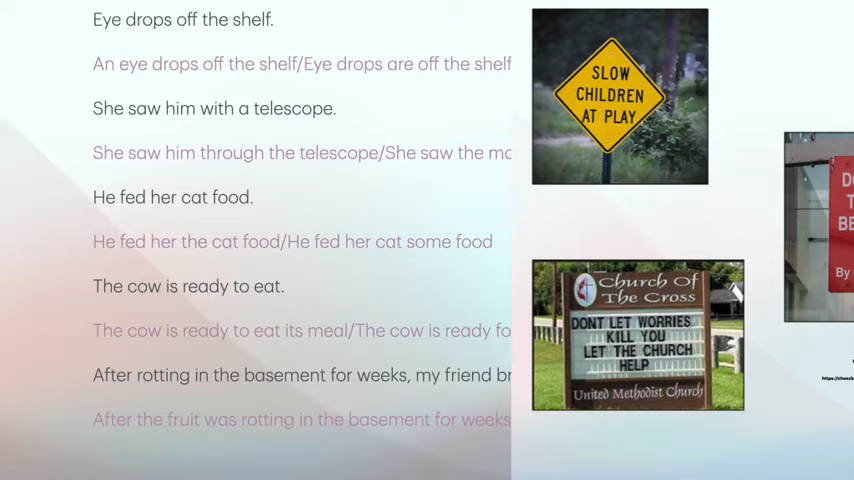 Eye drops off the shelf.
An eye drops off the shelf/Eye drops are off the shelf
She saw him with a telescope.
She saw him through the telescope/She saw the
He fed her cat food.
He fed her the cat food/He fed her cat some food
The cow is ready to eat.
The cow is ready to eat its meal/The cow is ready
After rotting in the basement for weeks, my friend
After the fruit was rotting in the basement for weeks
SLOW
CHILDREN
AT PLAY
Church Of
The Cross
DONT LET WORRIES
KILL YOU
LET THE CHURCH
HELP
United Methodist Church
By